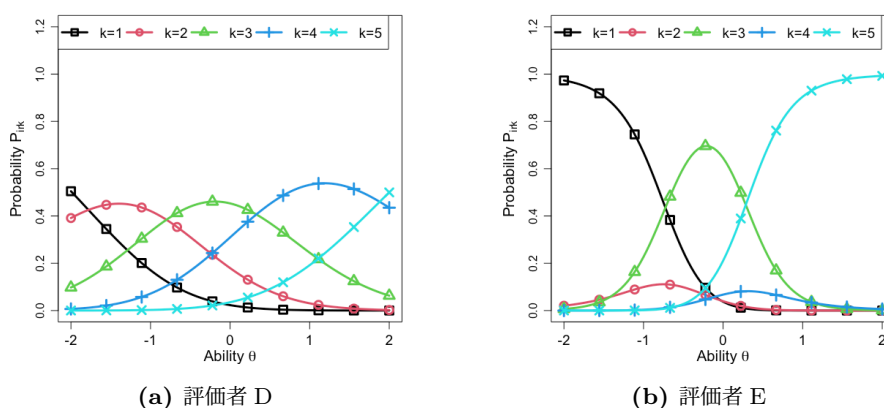 k=1 k=2 k=3 k=4 k=5
Probability P_irk
1.2
1.0
0.8
0.6
0.4
0.2
0.0
-2 -1 0 1 2
Ability θ
(a) 評価者 D
k=1 k=2 k=3 k=4 k=5
Probability P_irk
1.2
1.0
0.8
0.6
0.4
0.2
0.0
-2 -1 0 1 2
Ability θ
(b) 評価者 E